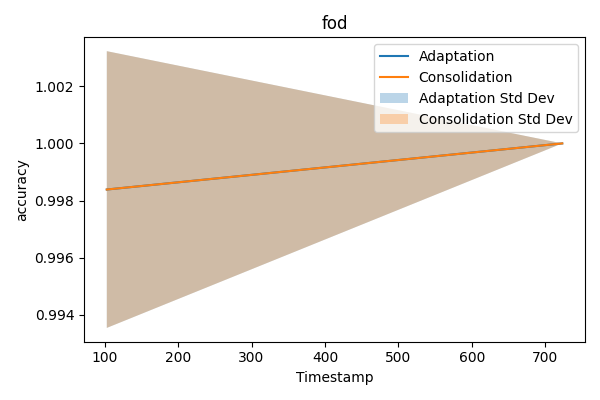 fod
Adaptation
Consolidation
Adaptation Std Dev
Consolidation Std Dev
accuracy
1.002
1.000
0.998
0.996
0.994
100
200
300
400
500
600
700
Timestamp